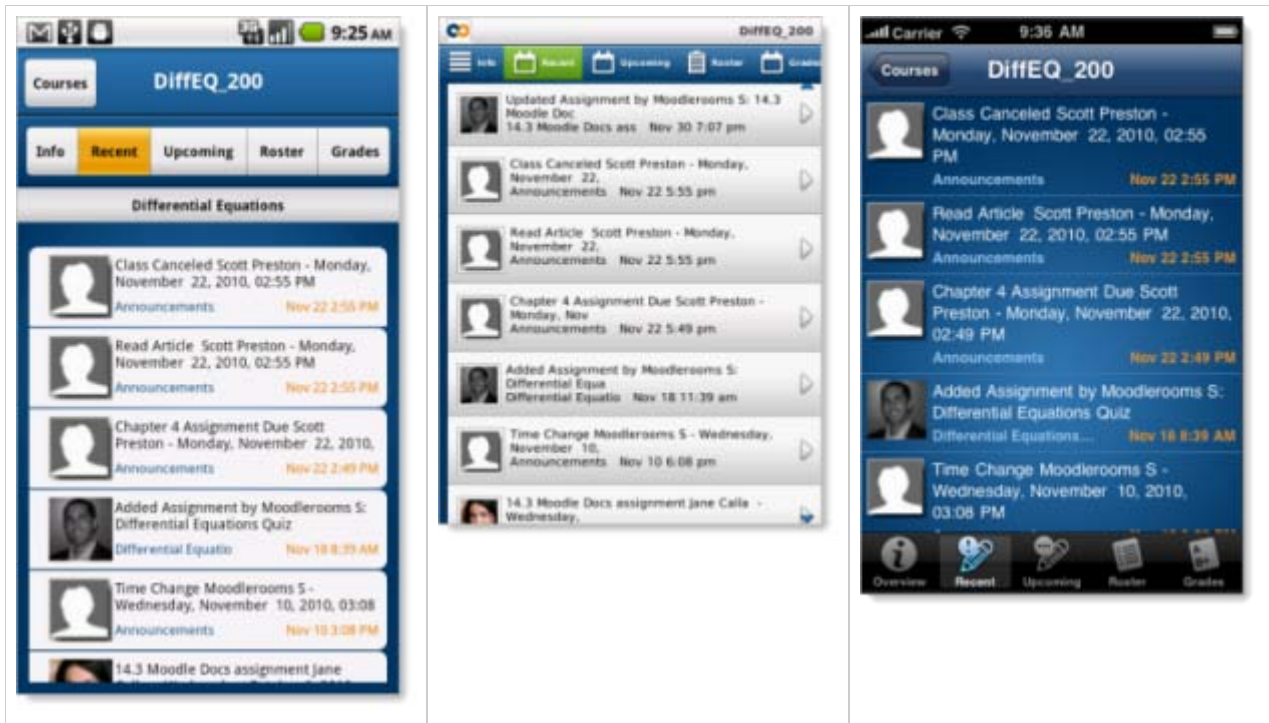 9:25 AM
Courses
DiffEQ_200
Info
Recent
Upcoming
Roster
Grades
Differential Equations
Class Canceled Scott Preston - Monday,
November 22, 2010, 02:55 PM
Announcements
Nov 22 2:55 PM
Read Article Scott Preston - Monday,
November 22, 2010, 02:55 PM
Announcements
Nov 22 2:55 PM
Chapter 4 Assignment Due Scott
Preston - Monday, November 22, 2010,
Announcements
Nov 22 2:49 PM
Added Assignment by Moodlerooms S:
Differential Equations Quiz
Differential Equatio
Nov 18 8:39 AM
Time Change Moodlerooms S -
Wednesday, November 10, 2010, 03:08
Announcements
Nov 10 3:08 PM
14.3 Moodle Docs assignment Jane
DiffEQ_200
Info
Recent
Upcoming
Roster
Grades
Updated Assignment by Moodlerooms S: 14.3
Moodle Doc
14.3 Moodle Docs ass Nov 30 7:07 pm
Class Canceled Scott Preston - Monday,
November 22,
Announcements Nov 22 5:55 pm
Read Article Scott Preston - Monday,
November 22,
Announcements Nov 22 5:55 pm
Chapter 4 Assignment Due Scott Preston -
Monday, Nov
Announcements Nov 22 5:49 pm
Added Assignment by Moodlerooms S:
Differential Equa
Differential Equatio Nov 18 11:39 am
Time Change Moodlerooms S - Wednesday,
November 10,
Announcements Nov 10 6:08 pm
14.3 Moodle Docs assignment Jane Calla -
Wednesday,
Carrier
9:36 AM
Courses
DiffEQ_200
Class Canceled Scott Preston -
Monday, November 22, 2010, 02:55
PM
Announcements
Nov 22 2:55 PM
Read Article Scott Preston - Monday,
November 22, 2010, 02:55 PM
Announcements
Nov 22 2:55 PM
Chapter 4 Assignment Due Scott
Preston - Monday, November 22, 2010,
02:49 PM
Announcements
Nov 22 2:49 PM
Added Assignment by Moodlerooms S:
Differential Equations Quiz
Differential Equations...
Nov 18 8:39 AM
Time Change Moodlerooms S -
Wednesday, November 10, 2010,
03:08 PM
Overview
Recent
Upcoming
Roster
Grades